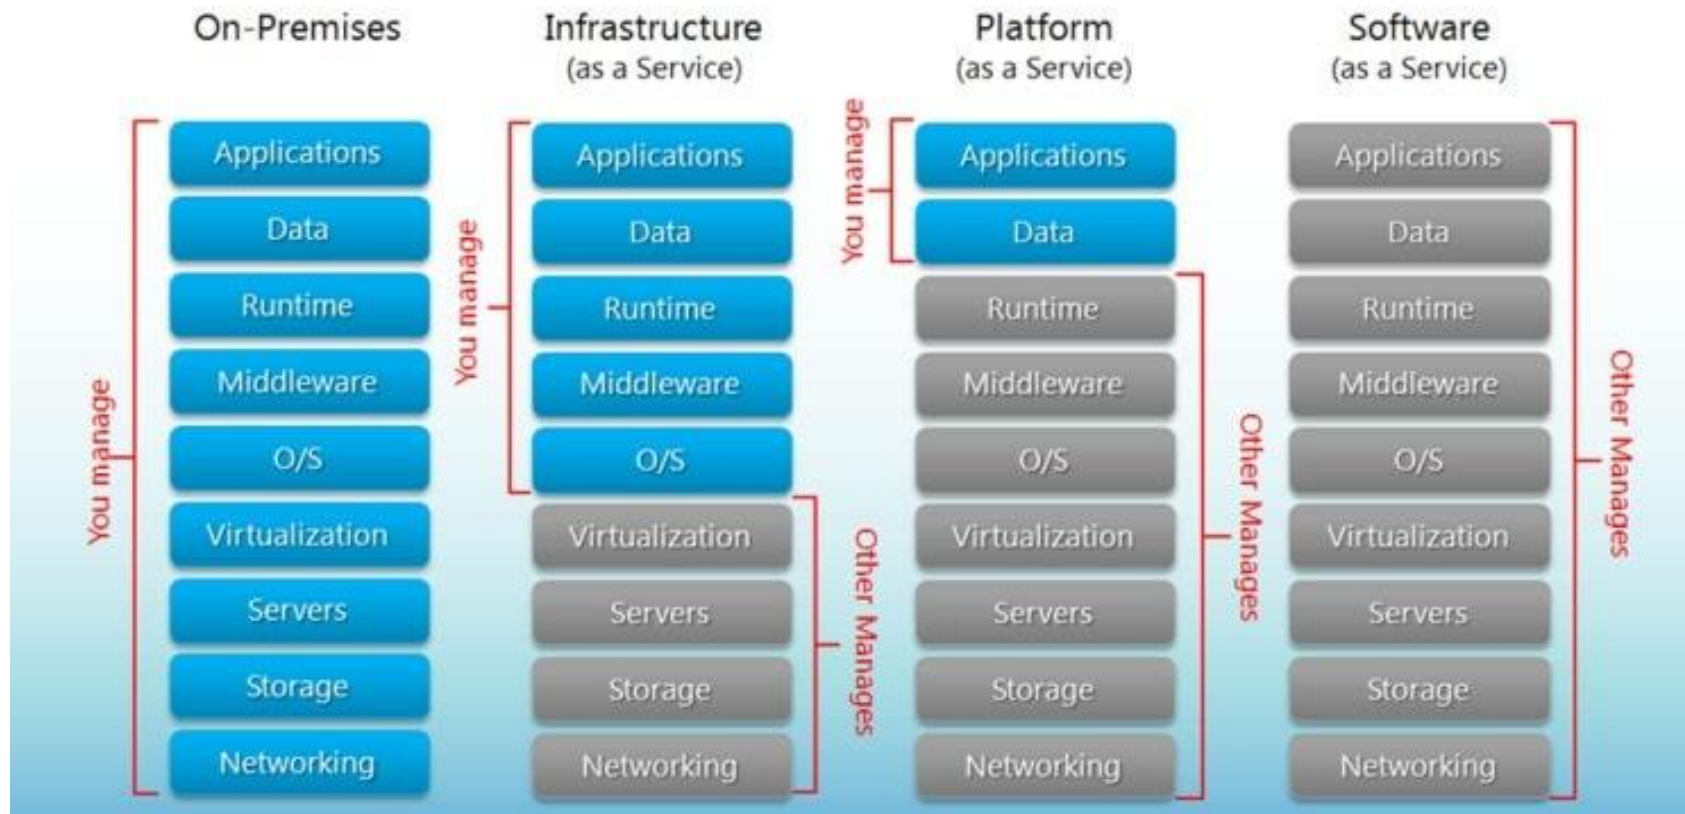 On-Premises
You manage
Applications
Data
Runtime
Middleware
O/S
Virtualization
Servers
Storage
Networking
Infrastructure
(as a Service)
You manage
Applications
Data
Runtime
Middleware
O/S
Virtualization
Servers
Storage
Networking
Other Manages
Platform
(as a Service)
You manage
Applications
Data
Runtime
Middleware
O/S
Virtualization
Servers
Storage
Networking
Other Manages
Software
(as a Service)
Applications
Data
Runtime
Middleware
O/S
Virtualization
Servers
Storage
Networking
Other Manages